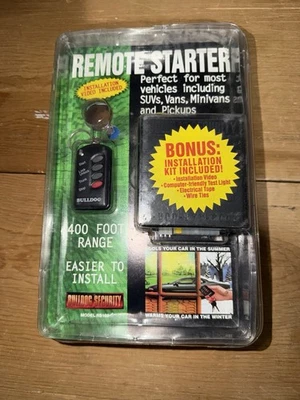 REMOTE STARTER
INSTALLATION
VIDEO INCLUDED!
Perfect for most
vehicles including
SUVs, Vans, Minivans
and Pickups
BULLDOG
BONUS:
INSTALLATION
KIT INCLUDED!
• Installation Video
• Computer-friendly Test Light
• Electrical Tape
• Wire Ties
400 FOOT
RANGE
EASIER TO
INSTALL
BULLDOG SECURITY
MODEL
COOLS YOUR CAR IN THE SUMMER
WARMS YOUR CAR IN THE WINTER